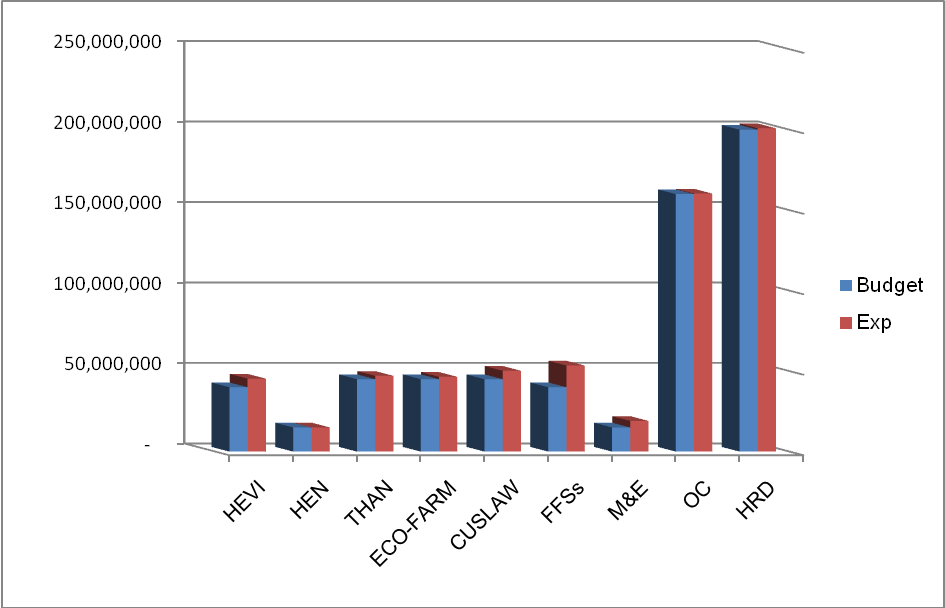 250,000,000
200,000,000
150,000,000
100,000,000
50,000,000
-
HEVI
HEN
THAN
ECO-FARM
CUSLAW
FFSs
M&E
OC
HRD
Budget
Exp